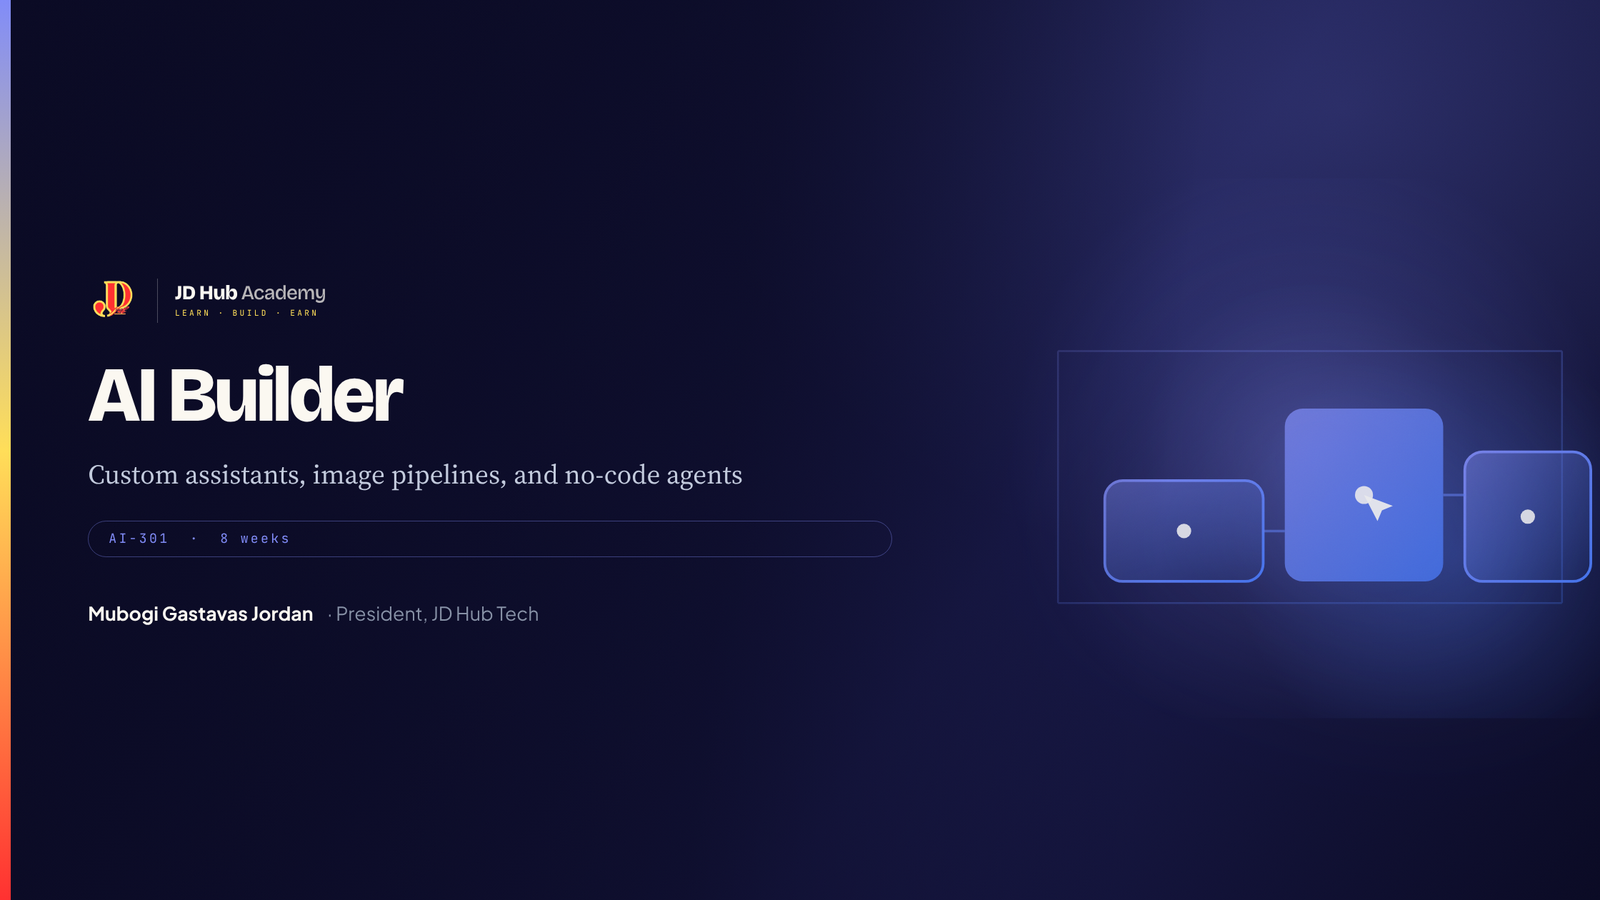 JD Hub Academy
LEARN · BUILD · EARN
AI Builder
Custom assistants, image pipelines, and no-code agents
AI-301 · 8 weeks
Mubogi Gastavas Jordan · President, JD Hub Tech